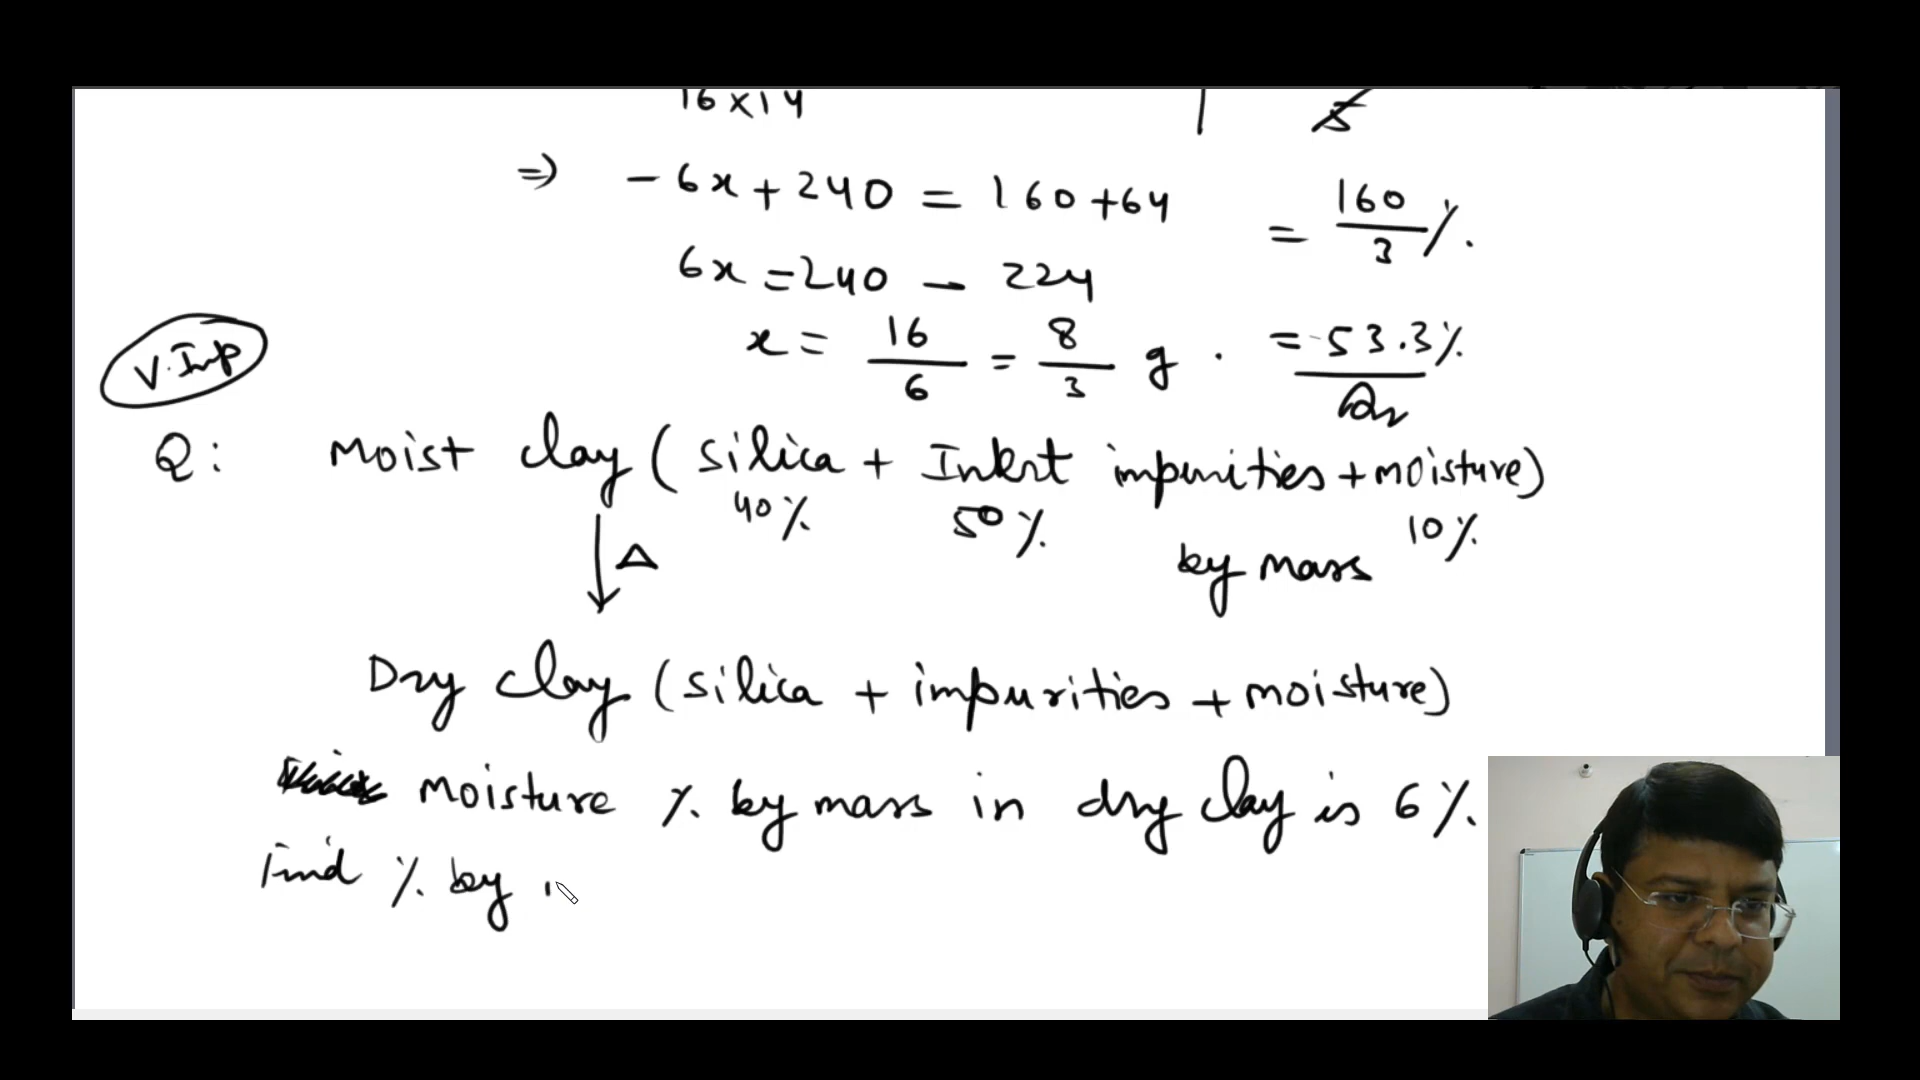 16×14
⇒ -6x + 240 = 160 + 64
= 160/3 %.
6x = 240 - 224
x = 16/6 = 8/3 g.
= 53.3%
V. Imp
Q: Moist clay (silica + Inert impurities + moisture)
40% 50% 10%
by mass
Δ
Dry clay (silica + impurities + moisture)
moisture % by mass in dry clay is 6%.
Find % by